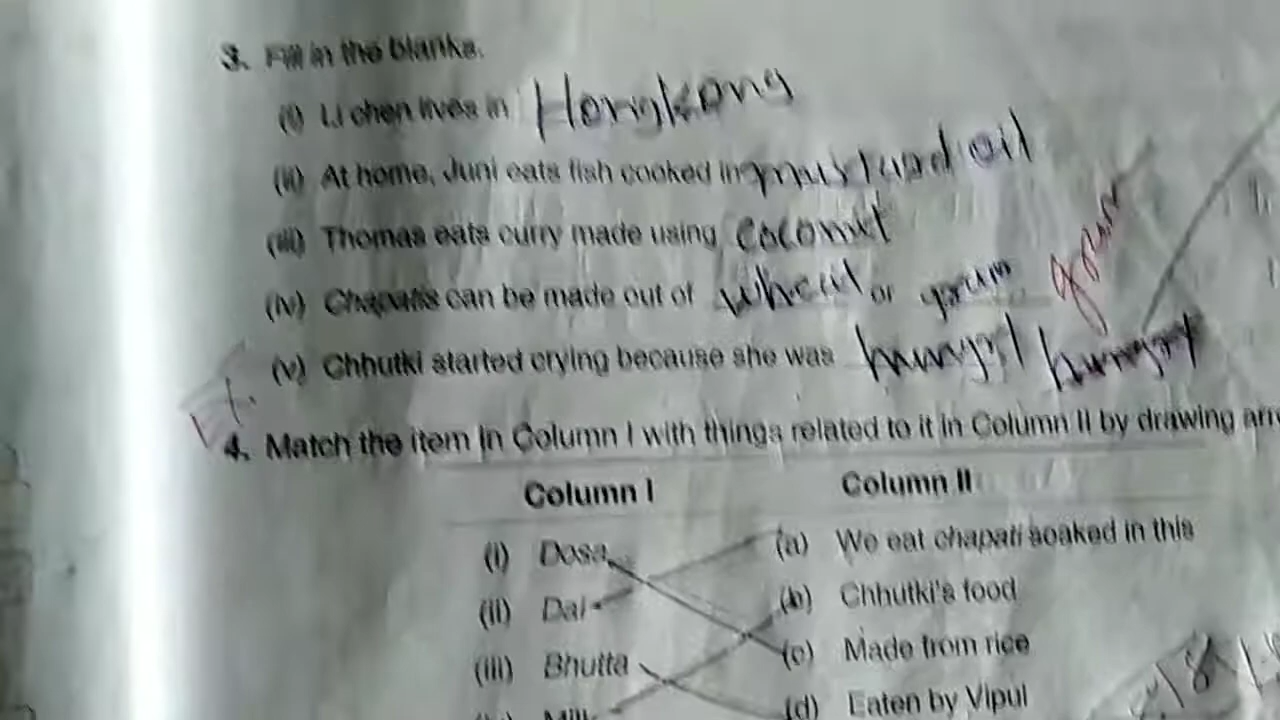 3. Fill in the blanks.
(i) Li chen lives in Hongkong
(ii) At home, Juni eats fish cooked in mustard oil
(iii) Thomas eats curry made using coconut
(iv) Chapatis can be made out of wheat or gram gram
(v) Chhutki started crying because she was hungry hungry
4. Match the item in Column I with things related to it in Column II by drawing
Column I Column II
(i) Dosa (a) We eat chapati soaked in this
(ii) Dal (b) Chhutki's food
(iii) Bhutta (c) Made from rice
Milk (d) Eaten by Vipul